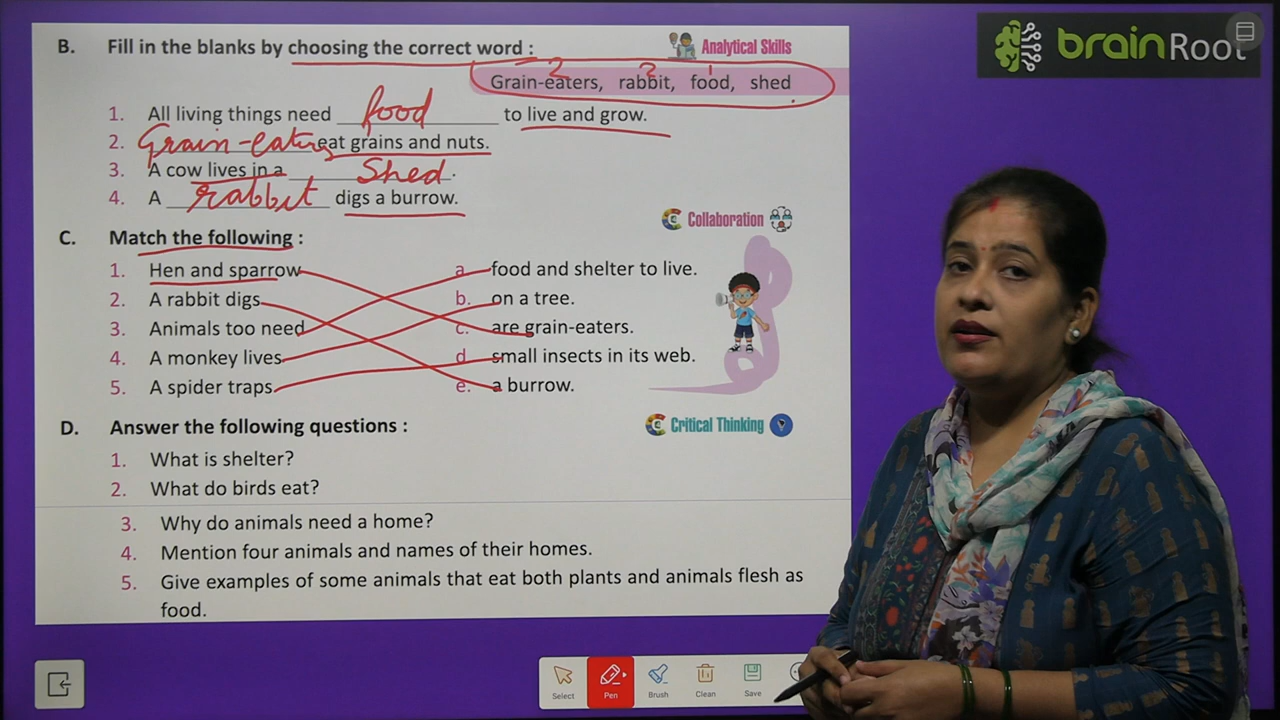 B. Fill in the blanks by choosing the correct word :
Analytical Skills
brainRoot
2 2 1
Grain-eaters, rabbit, food, shed
1. All living things need food to live and grow.
2. Grain-eaters eat grains and nuts.
3. A cow lives in a Shed.
4. A rabbit digs a burrow.
Collaboration
C. Match the following :
1. Hen and sparrow a. food and shelter to live.
2. A rabbit digs b. on a tree.
3. Animals too need c. are grain-eaters.
4. A monkey lives d. small insects in its web.
5. A spider traps e. a burrow.
D. Answer the following questions :
Critical Thinking
1. What is shelter?
2. What do birds eat?
3. Why do animals need a home?
4. Mention four animals and names of their homes.
5. Give examples of some animals that eat both plants and animals flesh as
food.
Select Pen Brush Clean Save